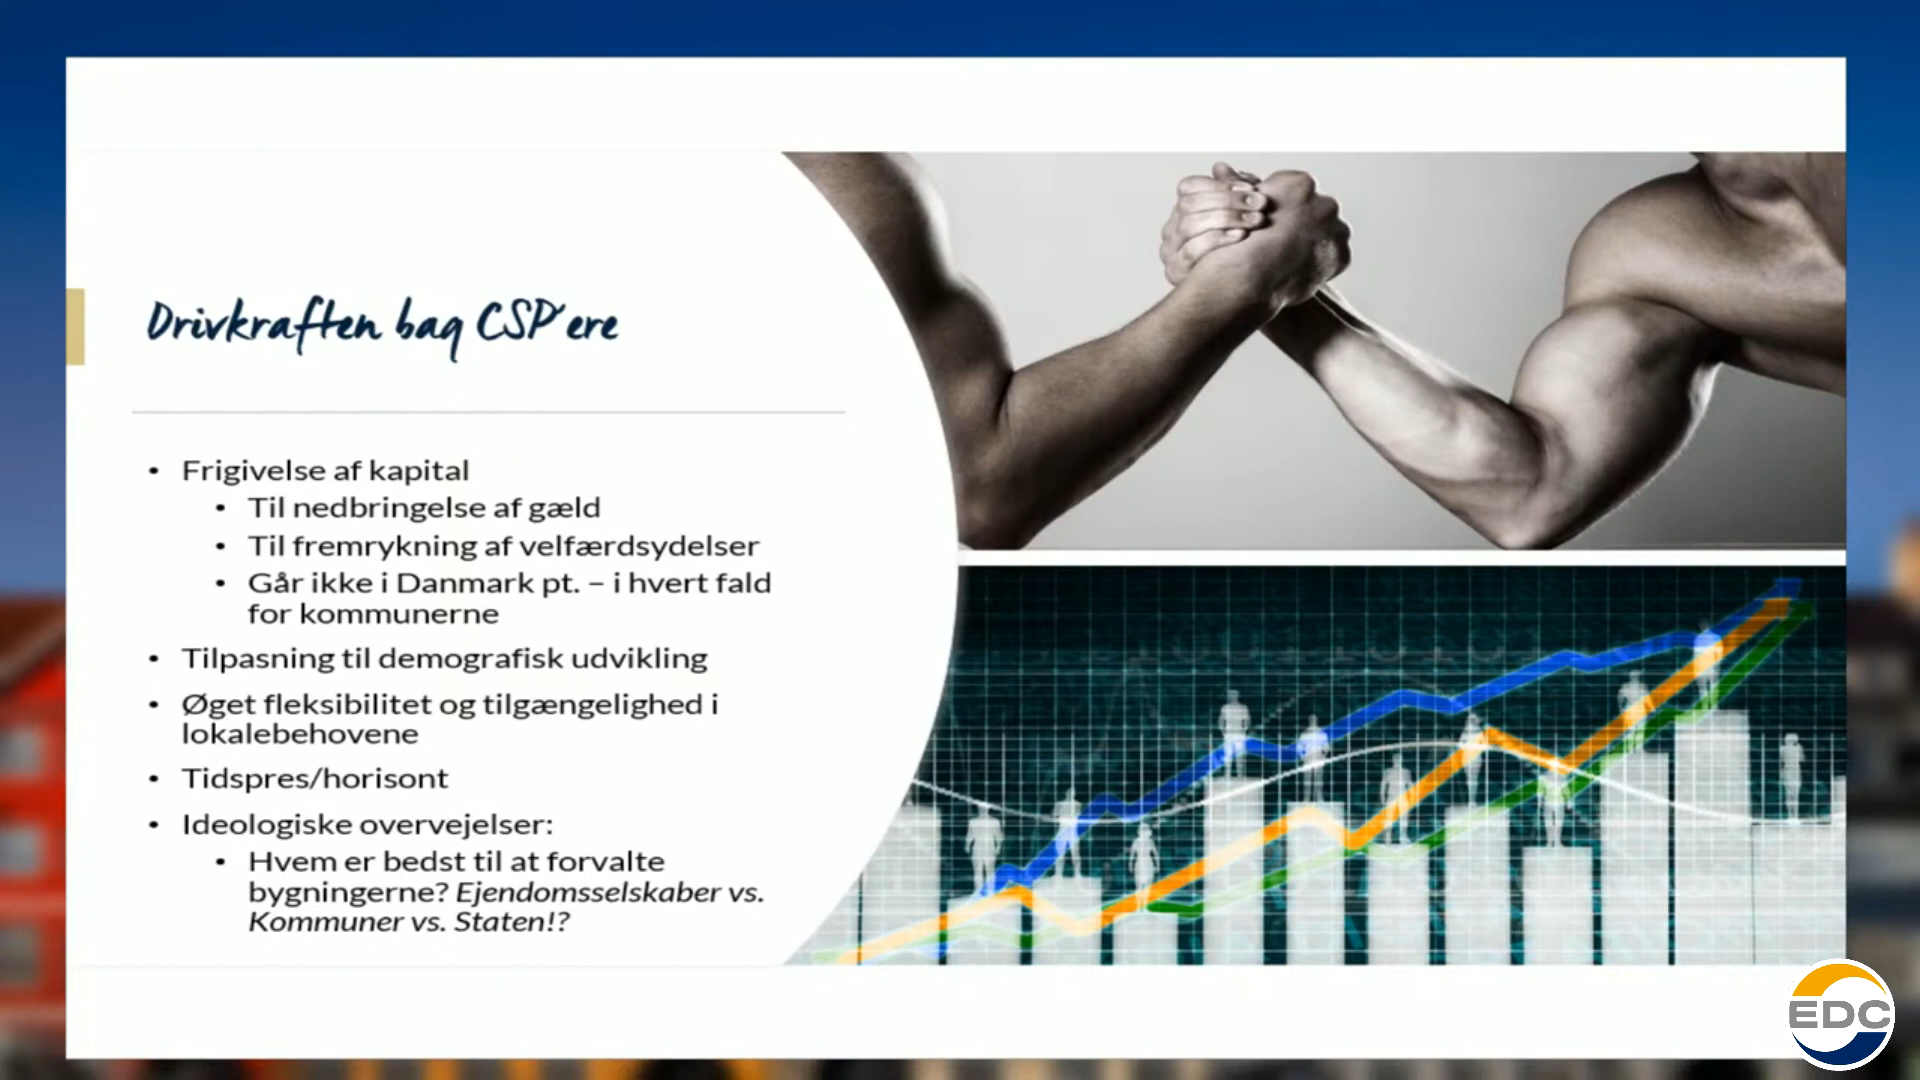 Drivkraften bag CSP'ere
• Frigivelse af kapital
• Til nedbringelse af gæld
• Til fremrykning af velfærdsydelser
• Går ikke i Danmark pt. – i hvert fald
for kommunerne
• Tilpasning til demografisk udvikling
• Øget fleksibilitet og tilgængelighed i
lokalebehovene
• Tidspres/horisont
• Ideologiske overvejelser:
• Hvem er bedst til at forvalte
bygningerne? Ejendomsselskaber vs.
Kommuner vs. Staten!?
EDC